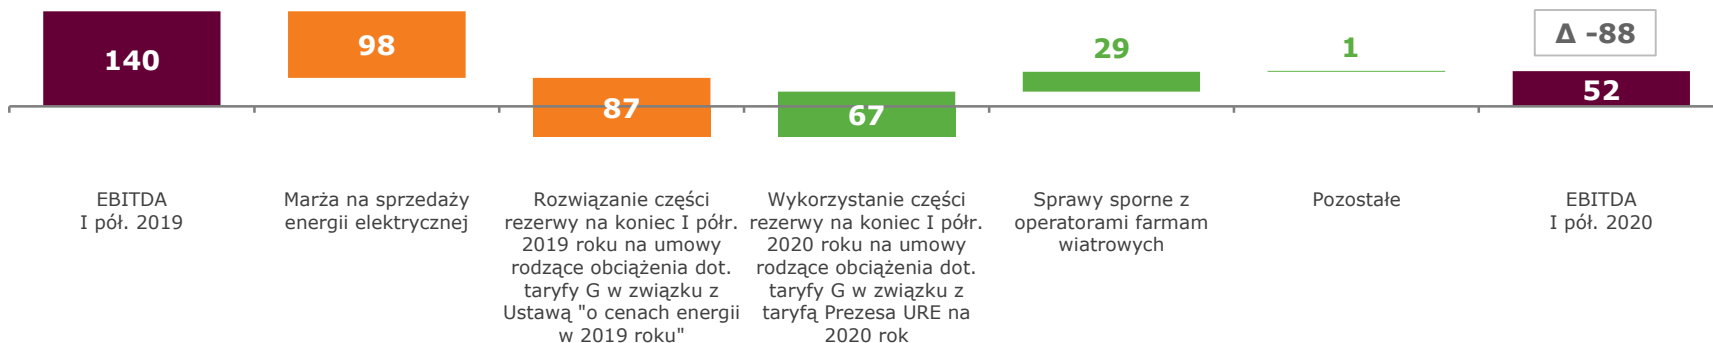 140
98
87
67
29
1
Δ -88
52
EBITDA
I pół. 2019
Marża na sprzedaży
energii elektrycznej
Rozwiązanie części
rezerwy na koniec I półr.
2019 roku na umowy
rodzące obciążenia dot.
taryfy G w związku z
Ustawą "o cenach energii
w 2019 roku"
Wykorzystanie części
rezerwy na koniec I półr.
2020 roku na umowy
rodzące obciążenia dot.
taryfy G w związku z
taryfą Prezesa URE na
2020 rok
Sprawy sporne z
operatorami farmam
wiatrowych
Pozostałe
EBITDA
I pół. 2020